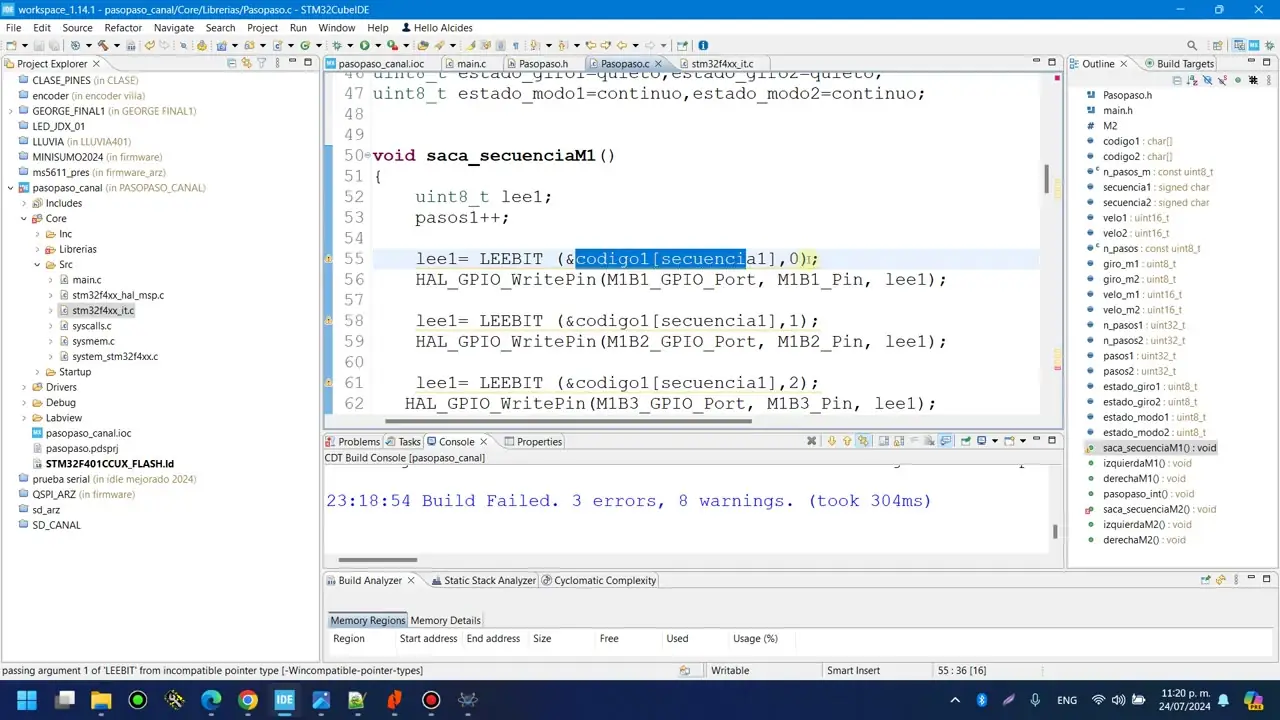 workspace_1.14.1 - pasopaso_canal/Core/Librerias/Pasopaso.c - STM32CubeIDE
File Edit Source Refactor Navigate Search Project Run Window Help Hello Alcides
Project Explorer
CLASE_PINES (in CLASE)
encoder (in encoder viiia)
GEORGE_FINAL1 (in GEORGE FINAL1)
LED_JDX_01
LLUVIA (in LLUVIA401)
MINISUMO2024 (in firmware)
ms5611_pres (in firmware_arz)
pasopaso_canal (in PASOPASO_CANAL)
Includes
Core
Inc
Librerias
Src
main.c
stm32f4xx_hal_msp.c
stm32f4xx_it.c
syscalls.c
sysmem.c
system_stm32f4xx.c
Startup
Drivers
Debug
Labview
pasopaso_canal.ioc
pasopaso.pdsprj
STM32F401CCUX_FLASH.ld
prueba serial (in idle mejorado 2024)
QSPI_ARZ (in firmware)
sd_arz
SD_CANAL
pasopaso_canal.ioc main.c Pasopaso.h Pasopaso.c stm32f4xx_it.c
46 uint8_t estado_giro1=quieto,estado_giro2=quieto;
47 uint8_t estado_modo1=continuo,estado_modo2=continuo;
48
49
50 void saca_secuenciaM1()
51 {
52 uint8_t lee1;
53 pasos1++;
54
55 lee1= LEEBIT (&codigo1[secuencia1],0);
56 HAL_GPIO_WritePin(M1B1_GPIO_Port, M1B1_Pin, lee1);
57
58 lee1= LEEBIT (&codigo1[secuencia1],1);
59 HAL_GPIO_WritePin(M1B2_GPIO_Port, M1B2_Pin, lee1);
60
61 lee1= LEEBIT (&codigo1[secuencia1],2);
62 HAL_GPIO_WritePin(M1B3_GPIO_Port, M1B3_Pin, lee1);
Problems Tasks Console Properties
CDT Build Console [pasopaso_canal]
23:18:54 Build Failed. 3 errors, 8 warnings. (took 304ms)
Build Analyzer Static Stack Analyzer Cyclomatic Complexity
Memory Regions Memory Details
Region Start address End address Size Free Used Usage (%)
Outline Build Targets
Pasopaso.h
main.h
M2
codigo1 : char[]
codigo2 : char[]
n_pasos_m : const uint8_t
secuencia1 : signed char
secuencia2 : signed char
velo1 : uint16_t
velo2 : uint16_t
n_pasos : const uint8_t
giro_m1 : uint8_t
giro_m2 : uint8_t
velo_m1 : uint16_t
velo_m2 : uint16_t
n_pasos1 : uint32_t
n_pasos2 : uint32_t
pasos1 : uint32_t
pasos2 : uint32_t
estado_giro1 : uint8_t
estado_giro2 : uint8_t
estado_modo1 : uint8_t
estado_modo2 : uint8_t
saca_secuenciaM1() : void
izquierdaM1() : void
derechaM1() : void
pasopaso_int() : void
saca_secuenciaM2() : void
izquierdaM2() : void
derechaM2() : void
passing argument 1 of 'LEEBIT' from incompatible pointer type [-Wincompatible-pointer-types] Writable Smart Insert 55 : 36 [16]
IDE
ENG
11:20 p. m.
24/07/2024